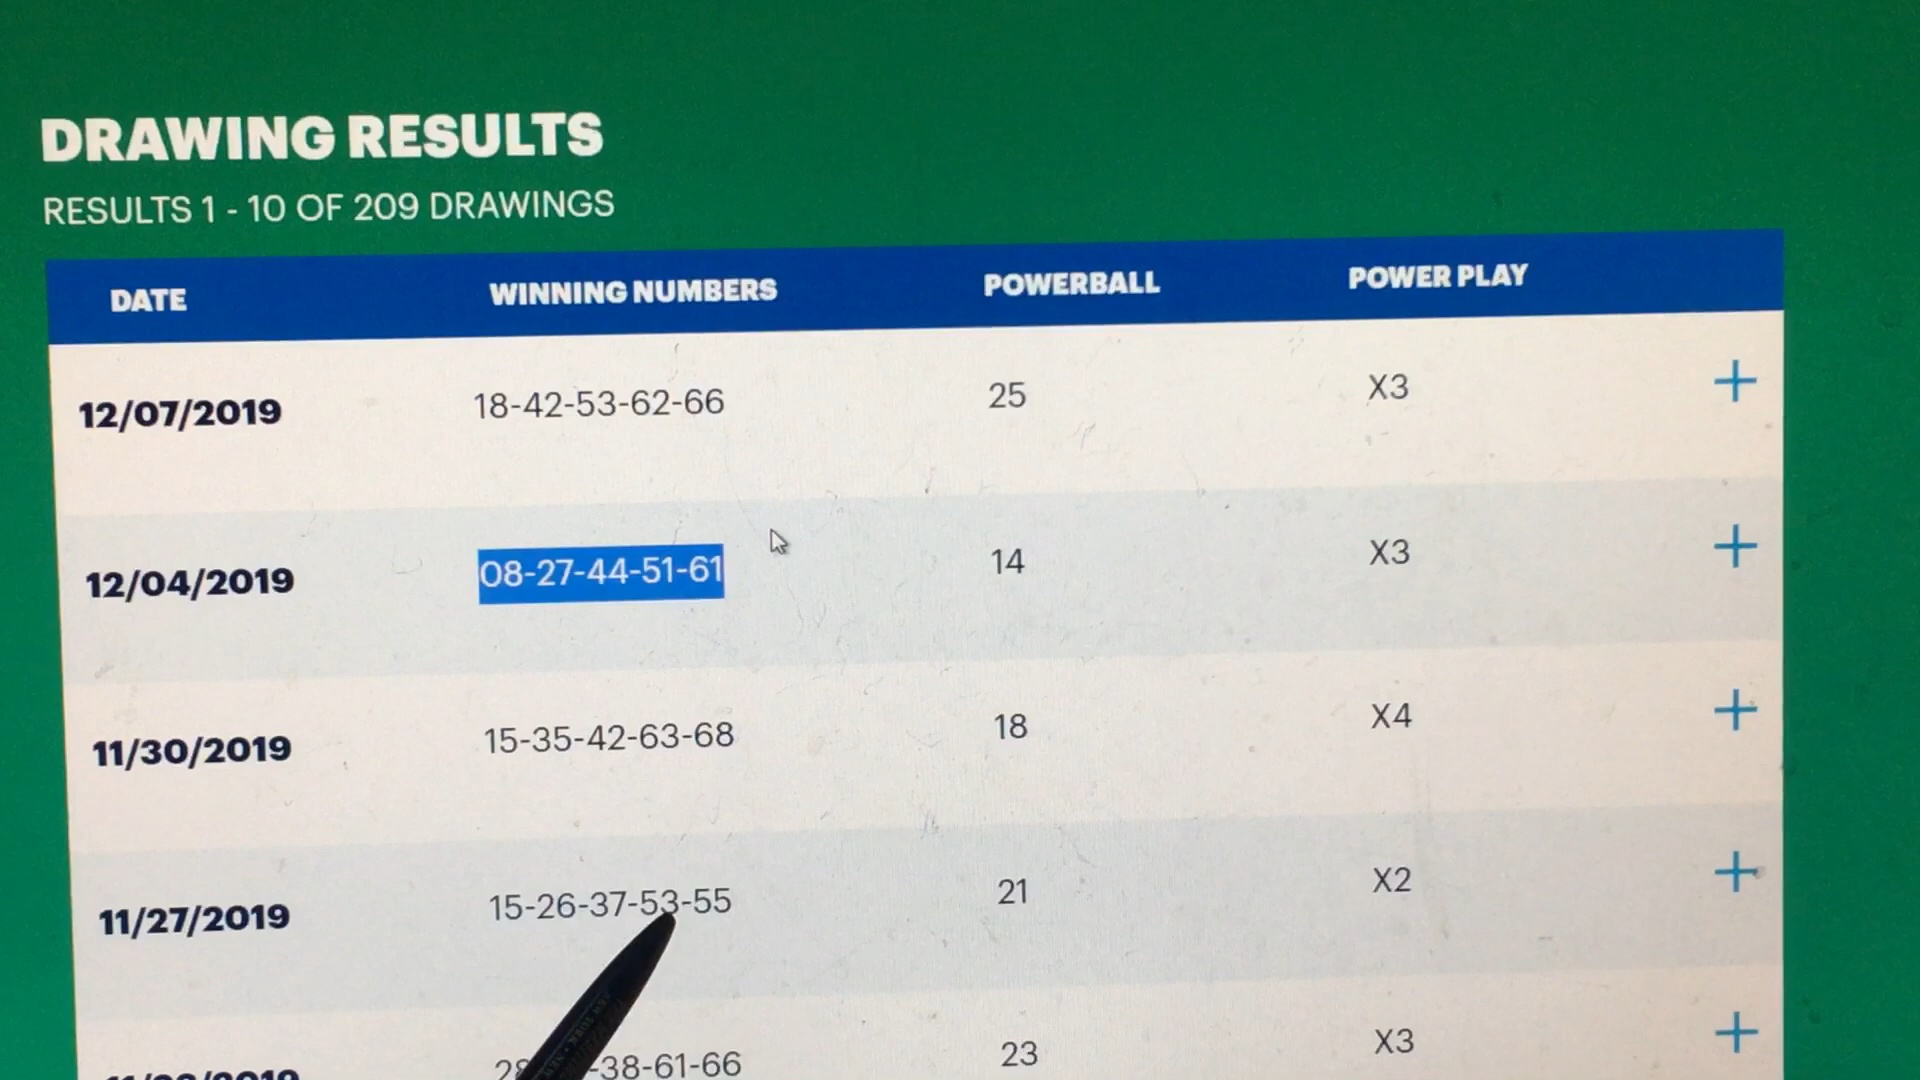 DRAWING RESULTS
RESULTS 1 - 10 OF 209 DRAWINGS
DATE WINNING NUMBERS POWERBALL POWER PLAY
12/07/2019 18-42-53-62-66 25 X3 +
12/04/2019 08-27-44-51-61 14 X3 +
11/30/2019 15-35-42-63-68 18 X4 +
11/27/2019 15-26-37-53-55 21 X2 +
-38-61-66 23 X3 +